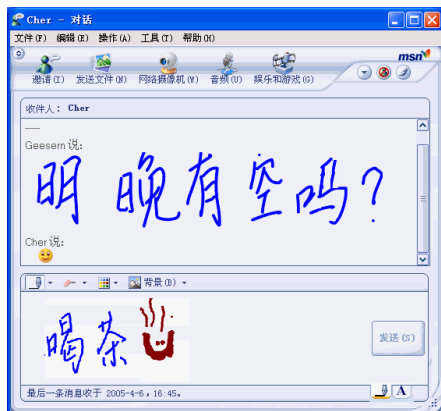 Cher - 对话
文件(F) 编辑(E) 操作(A) 工具(T) 帮助(H)
msn
邀请(I) 发送文件(N) 网络摄像机(W) 音频(U) 娱乐和游戏(G)
收件人: Cher
Geesem 说:
明晚有空吗?
Cher 说:
背景(B)
喝茶
发送(S)
最后一条消息收于 2005-4-6，16:45。
A